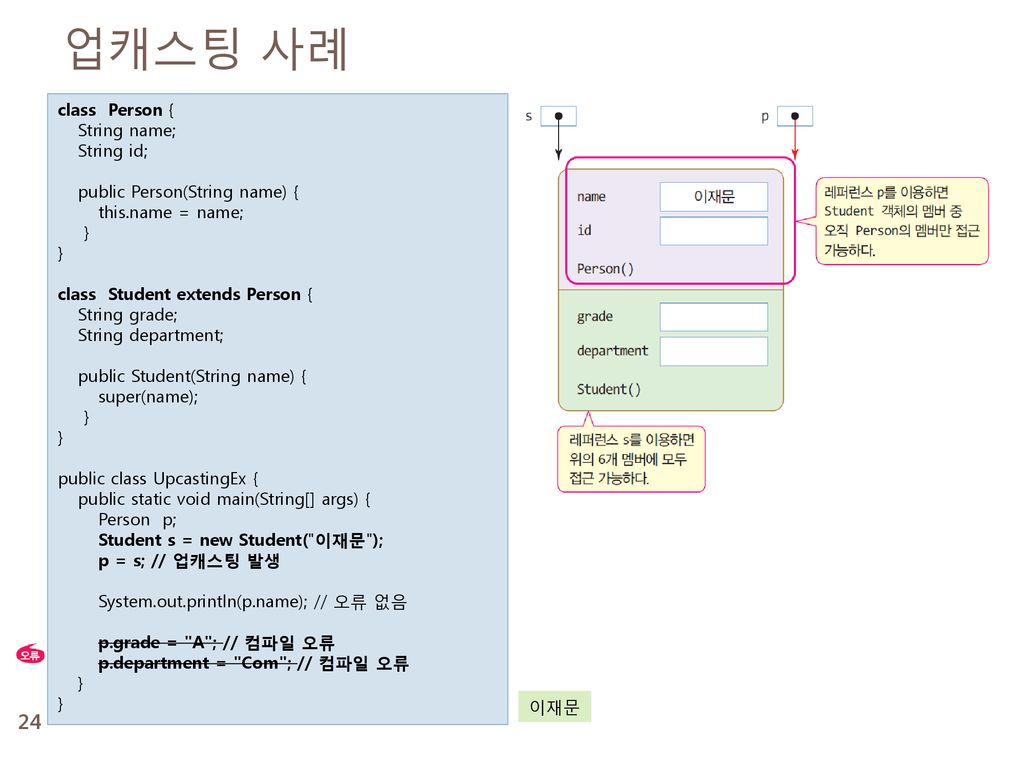 업캐스팅 사례
class Person {
String name;
String id;
public Person(String name) {
this.name = name;
}
}
class Student extends Person {
String grade;
String department;
public Student(String name) {
super(name);
}
}
public class UpcastingEx {
public static void main(String[] args) {
Person p;
Student s = new Student("이재문");
p = s; // 업캐스팅 발생
System.out.println(p.name); // 오류 없음
p.grade = "A"; // 컴파일 오류
p.department = "Com"; // 컴파일 오류
}
}
오류
24
s
p
name 이재문
id
Person()
grade
department
Student()
레퍼런스 p를 이용하면
Student 객체의 멤버 중
오직 Person의 멤버만 접근
가능하다.
레퍼런스 s를 이용하면
위의 6개 멤버에 모두
접근 가능하다.
이재문